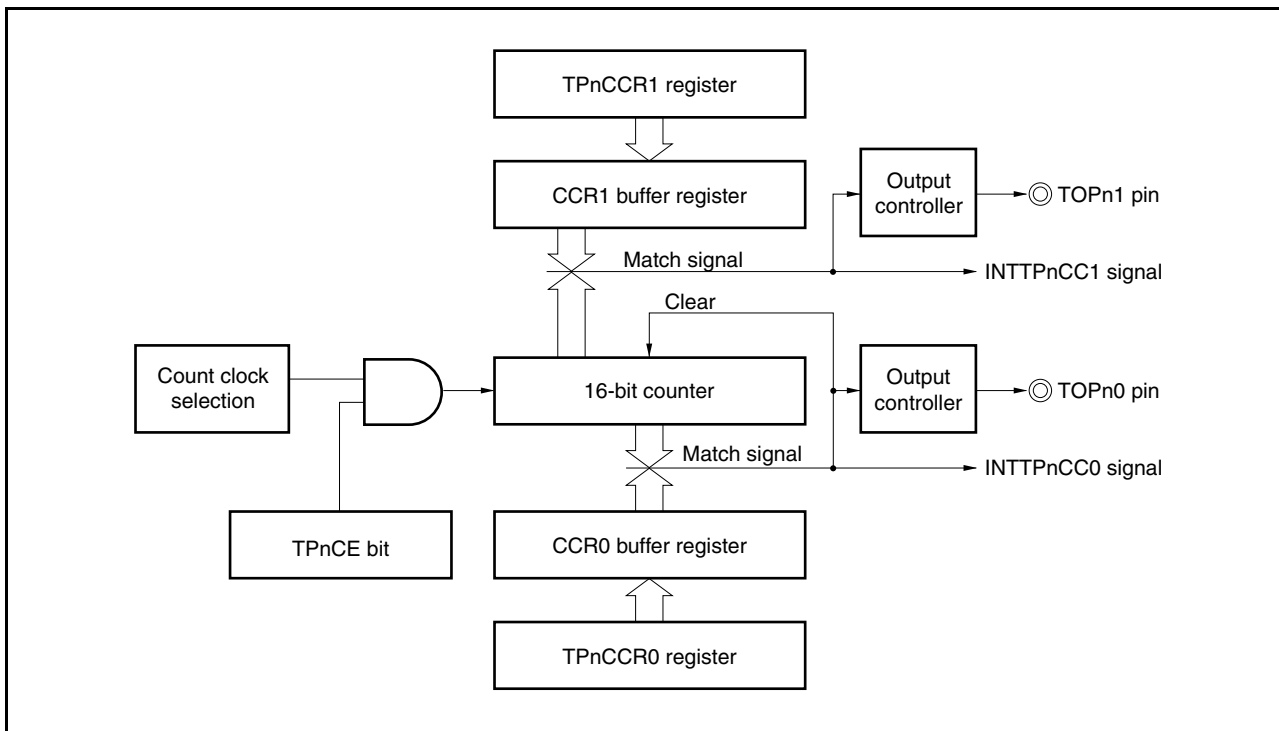 TPnCCR1 register
CCR1 buffer register
Output
controller
TOPn1 pin
Match signal
INTTPnCC1 signal
Clear
Count clock
selection
16-bit counter
Output
controller
TOPn0 pin
Match signal
INTTPnCC0 signal
TPnCE bit
CCR0 buffer register
TPnCCR0 register